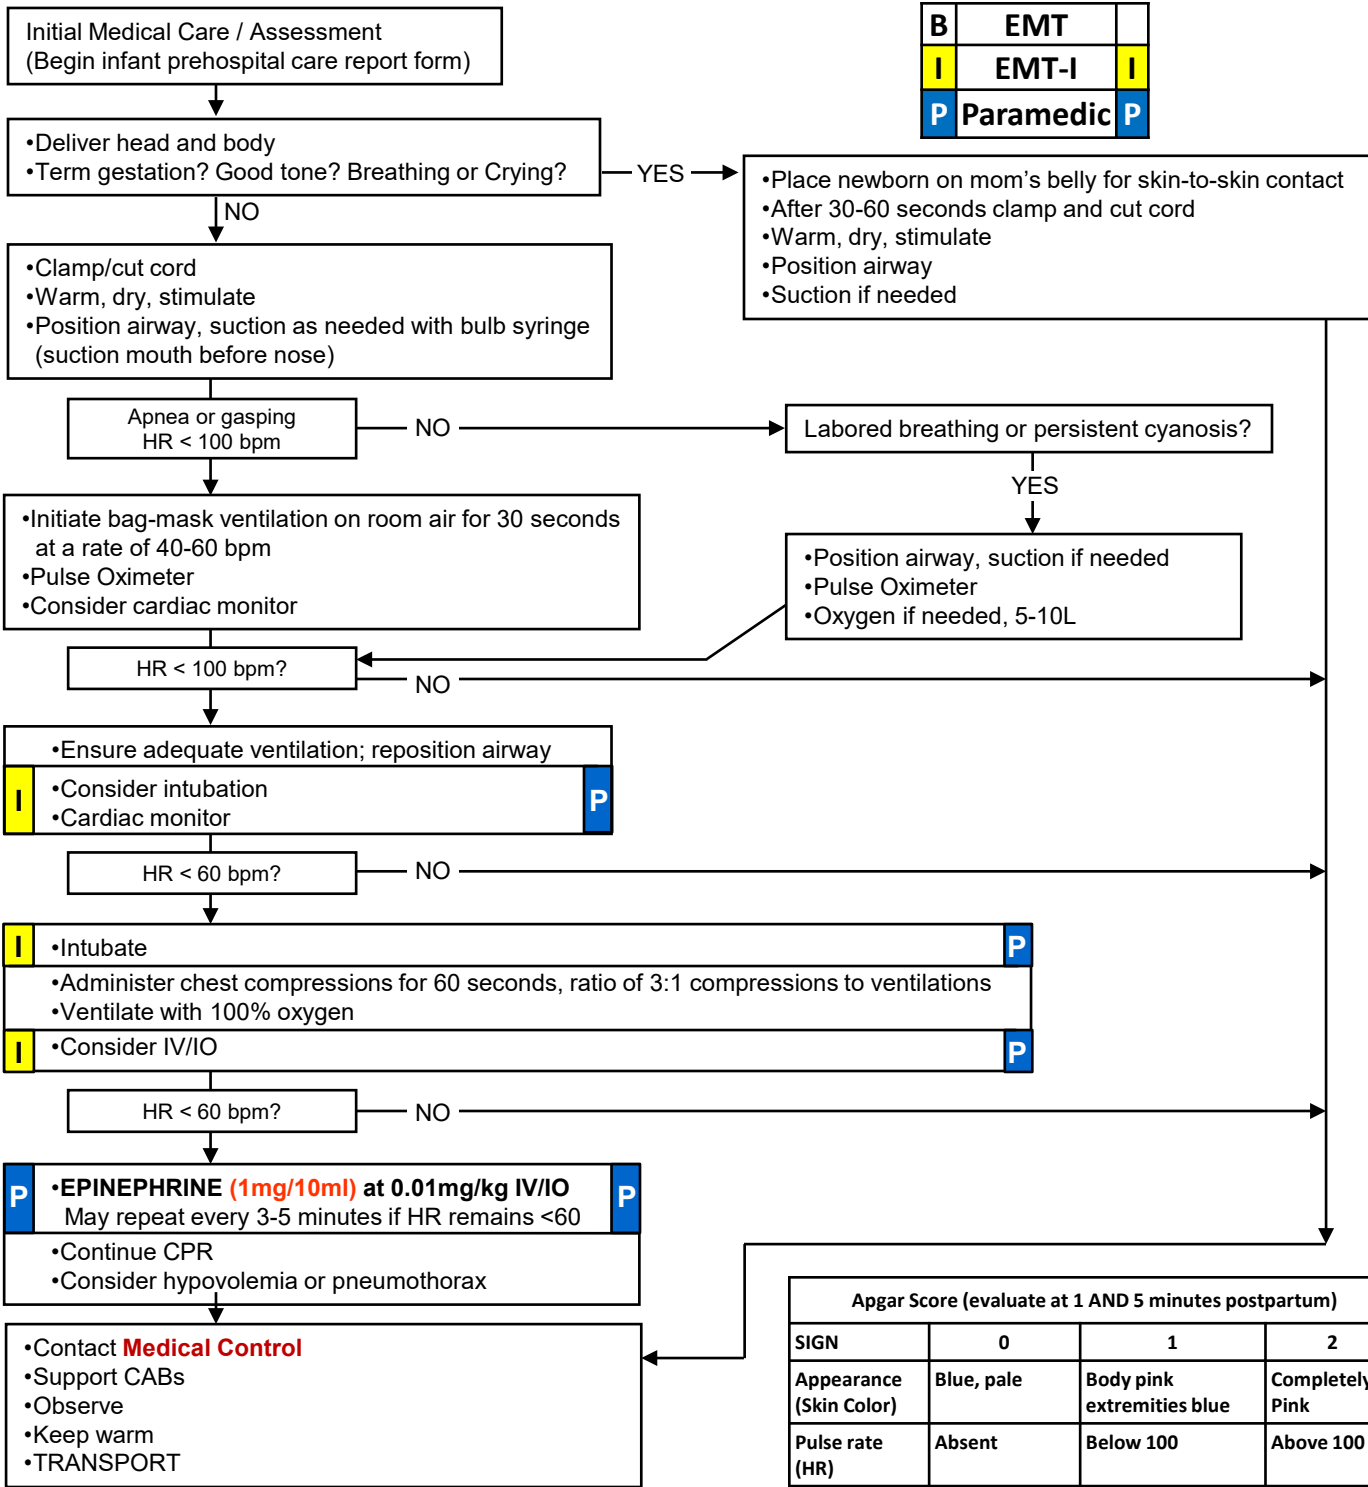 Initial Medical Care / Assessment
(Begin infant prehospital care report form)
B EMT
I EMT-I I
P Paramedic P
•Deliver head and body
•Term gestation? Good tone? Breathing or Crying?
YES
NO
•Place newborn on mom’s belly for skin-to-skin contact
•After 30-60 seconds clamp and cut cord
•Warm, dry, stimulate
•Position airway
•Suction if needed
•Clamp/cut cord
•Warm, dry, stimulate
•Position airway, suction as needed with bulb syringe
(suction mouth before nose)
Apnea or gasping
HR < 100 bpm
NO
Labored breathing or persistent cyanosis?
YES
•Initiate bag-mask ventilation on room air for 30 seconds
at a rate of 40-60 bpm
•Pulse Oximeter
•Consider cardiac monitor
•Position airway, suction if needed
•Pulse Oximeter
•Oxygen if needed, 5-10L
HR < 100 bpm?
NO
•Ensure adequate ventilation; reposition airway
I •Consider intubation P
•Cardiac monitor
HR < 60 bpm?
NO
I •Intubate P
•Administer chest compressions for 60 seconds, ratio of 3:1 compressions to ventilations
•Ventilate with 100% oxygen
I •Consider IV/IO P
HR < 60 bpm?
NO
P •EPINEPHRINE (1mg/10ml) at 0.01mg/kg IV/IO P
May repeat every 3-5 minutes if HR remains <60
•Continue CPR
•Consider hypovolemia or pneumothorax
•Contact Medical Control
•Support CABs
•Observe
•Keep warm
•TRANSPORT
Apgar Score (evaluate at 1 AND 5 minutes postpartum)
SIGN 0 1 2
Appearance Blue, pale Body pink Completely
(Skin Color) extremities blue Pink
Pulse rate Absent Below 100 Above 100
(HR)